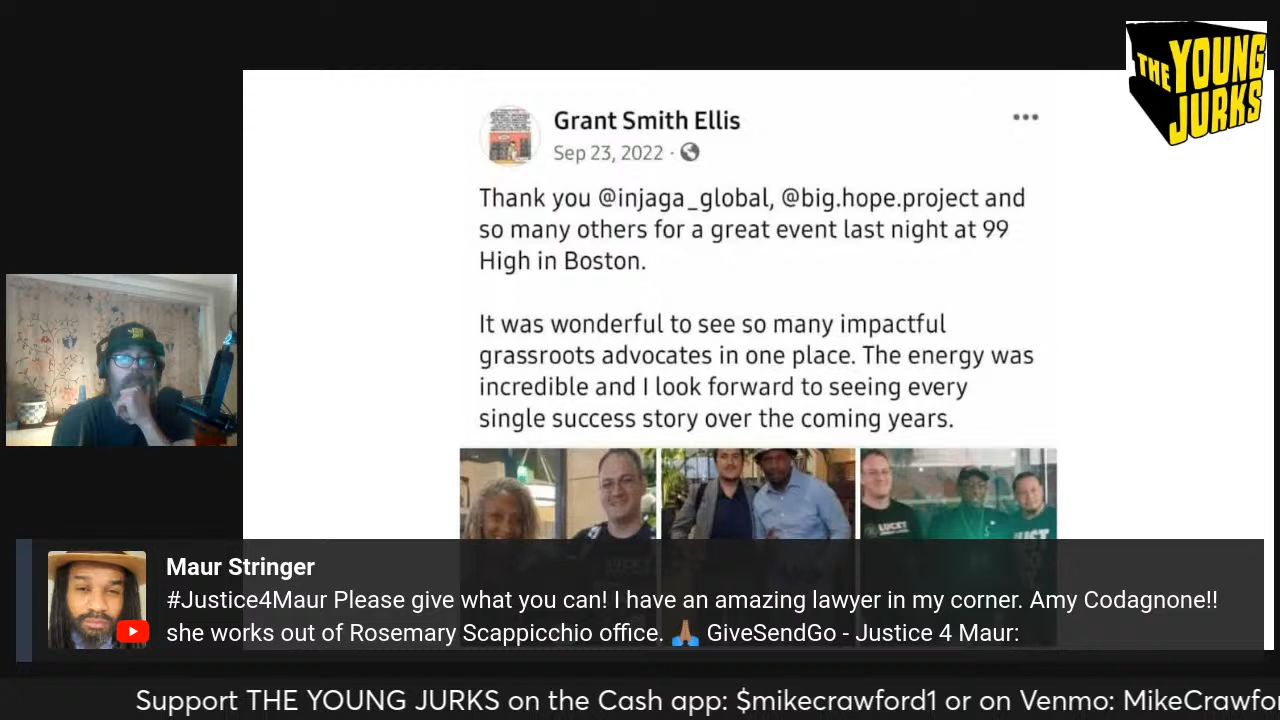 THE YOUNG JURKS
Grant Smith Ellis
Sep 23, 2022 ·
Thank you @injaga_global, @big.hope.project and
so many others for a great event last night at 99
High in Boston.
It was wonderful to see so many impactful
grassroots advocates in one place. The energy was
incredible and I look forward to seeing every
single success story over the coming years.
LUCKY
Maur Stringer
#Justice4Maur Please give what you can! I have an amazing lawyer in my corner. Amy Codagnone!!
she works out of Rosemary Scappicchio office. 🙏🏽 GiveSendGo - Justice 4 Maur:
Support THE YOUNG JURKS on the Cash app: $mikecrawford1 or on Venmo: MikeCrawfo